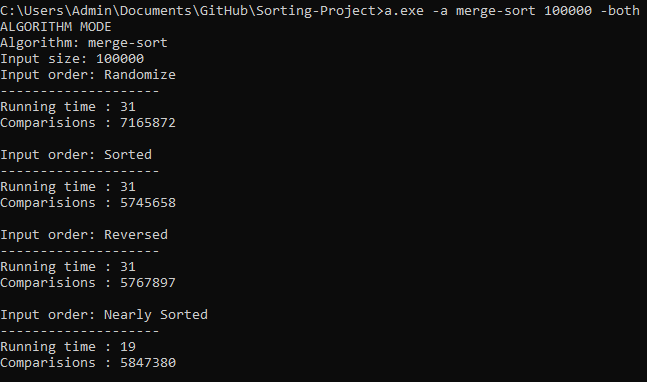 C:\Users\Admin\Documents\GitHub\Sorting-Project>a.exe -a merge-sort 100000 -both
ALGORITHM MODE
Algorithm: merge-sort
Input size: 100000
Input order: Randomize
--------------------
Running time : 31
Comparisions : 7165872

Input order: Sorted
--------------------
Running time : 31
Comparisions : 5745658

Input order: Reversed
--------------------
Running time : 31
Comparisions : 5767897

Input order: Nearly Sorted
--------------------
Running time : 19
Comparisions : 5847380